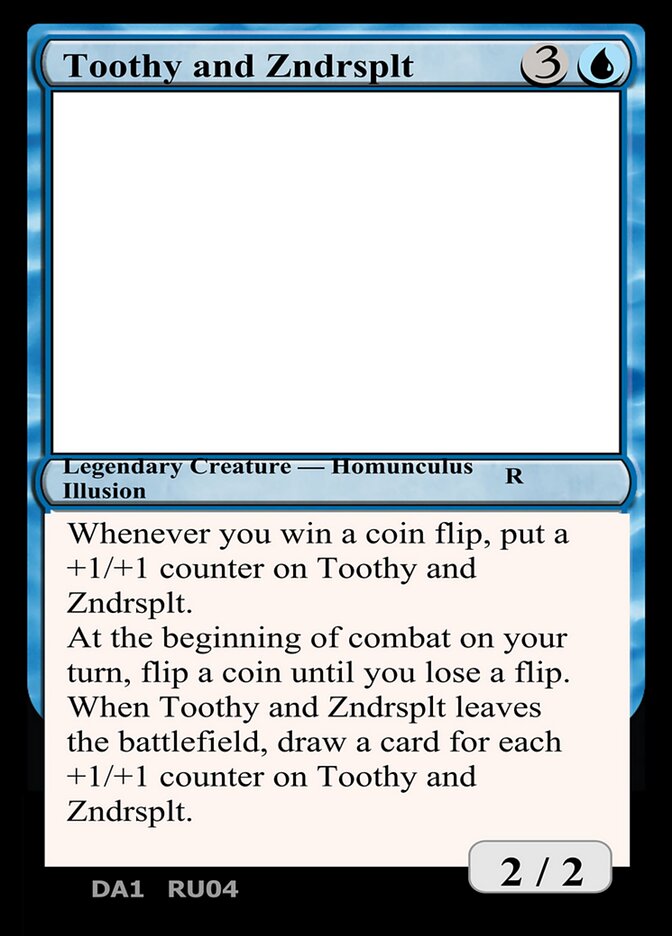 Toothy and Zndrsplt 3
Legendary Creature — Homunculus
Illusion
R
Whenever you win a coin flip, put a
+1/+1 counter on Toothy and
Zndrsplt.
At the beginning of combat on your
turn, flip a coin until you lose a flip.
When Toothy and Zndrsplt leaves
the battlefield, draw a card for each
+1/+1 counter on Toothy and
Zndrsplt.
2 / 2
DA1 RU04